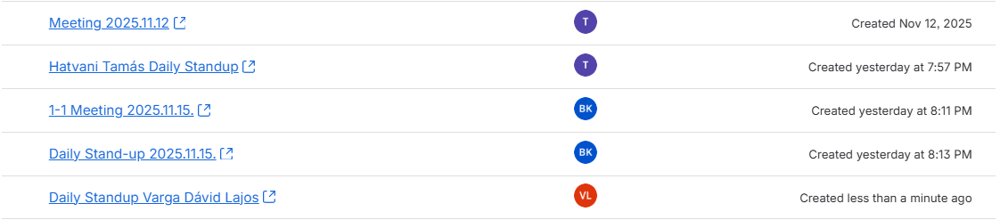 Meeting 2025.11.12 T Created Nov 12, 2025
Hatvani Tamás Daily Standup T Created yesterday at 7:57 PM
1-1 Meeting 2025.11.15. BK Created yesterday at 8:11 PM
Daily Stand-up 2025.11.15. BK Created yesterday at 8:13 PM
Daily Standup Varga Dávid Lajos VL Created less than a minute ago